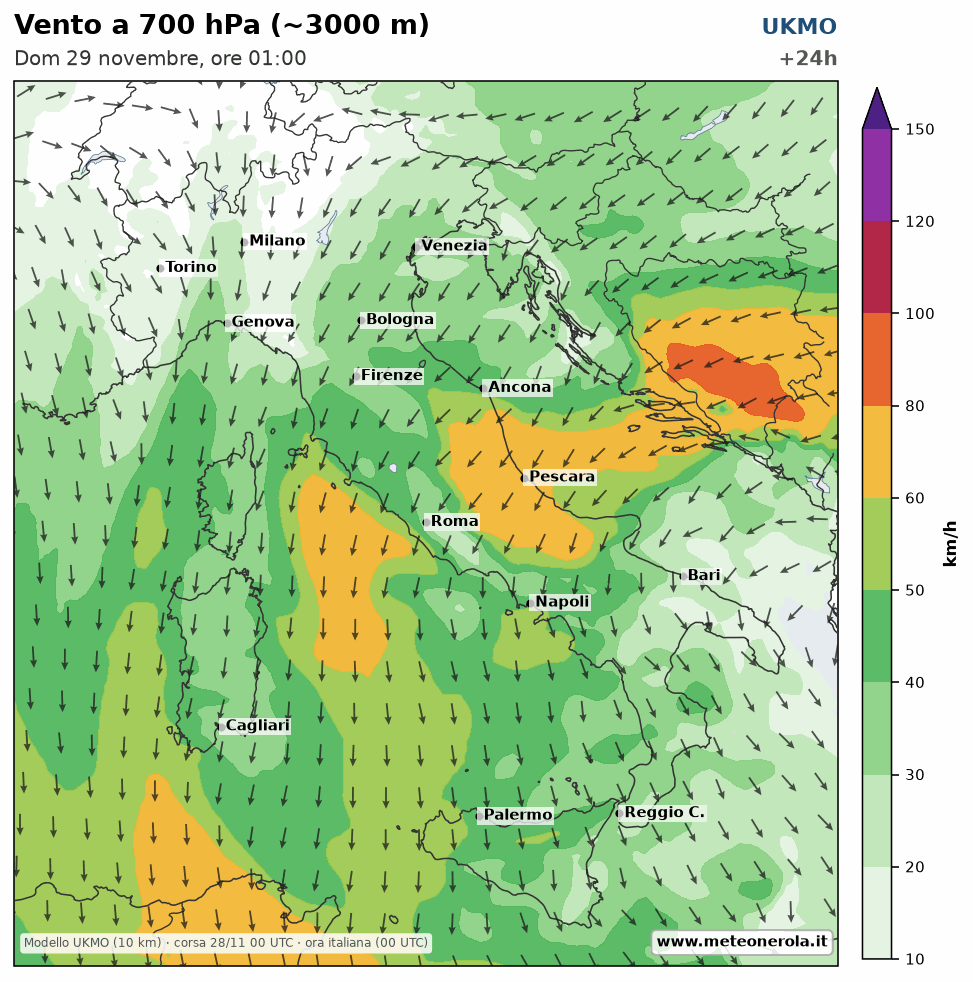 Vento a 700 hPa (~3000 m)
UKMO
Dom 29 novembre, ore 01:00
+24h
150
120
100
80
60
50
40
30
20
10
km/h
Milano
Venezia
Torino
Genova
Bologna
Firenze
Ancona
Pescara
Roma
Bari
Napoli
Cagliari
Palermo
Reggio C.
Modello UKMO (10 km) · corsa 28/11 00 UTC · ora italiana (00 UTC)
www.meteonerola.it